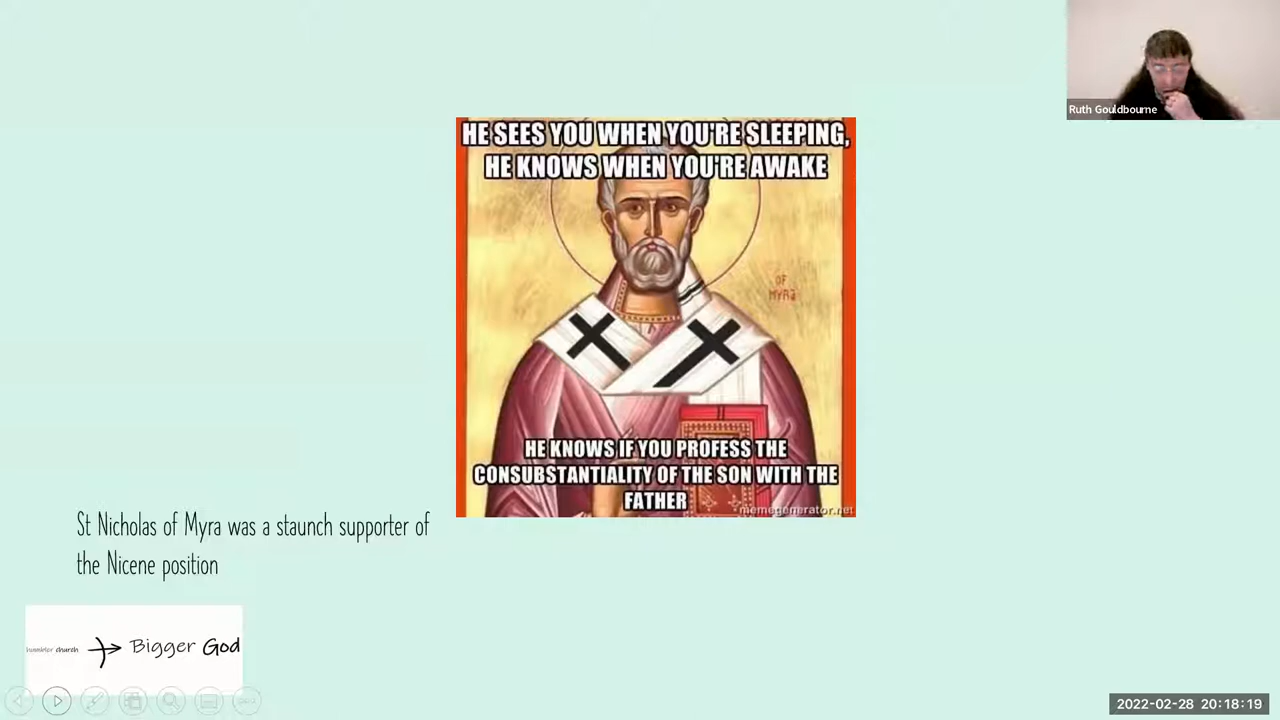 Ruth Gouldbourne
HE SEES YOU WHEN YOU'RE SLEEPING,
HE KNOWS WHEN YOU'RE AWAKE
OF
MYRA
HE KNOWS IF YOU PROFESS THE
CONSUBSTANTIALITY OF THE SON WITH THE
FATHER
memegenerator.net
St Nicholas of Myra was a staunch supporter of
the Nicene position
church Bigger God
2022-02-28 20:18:19